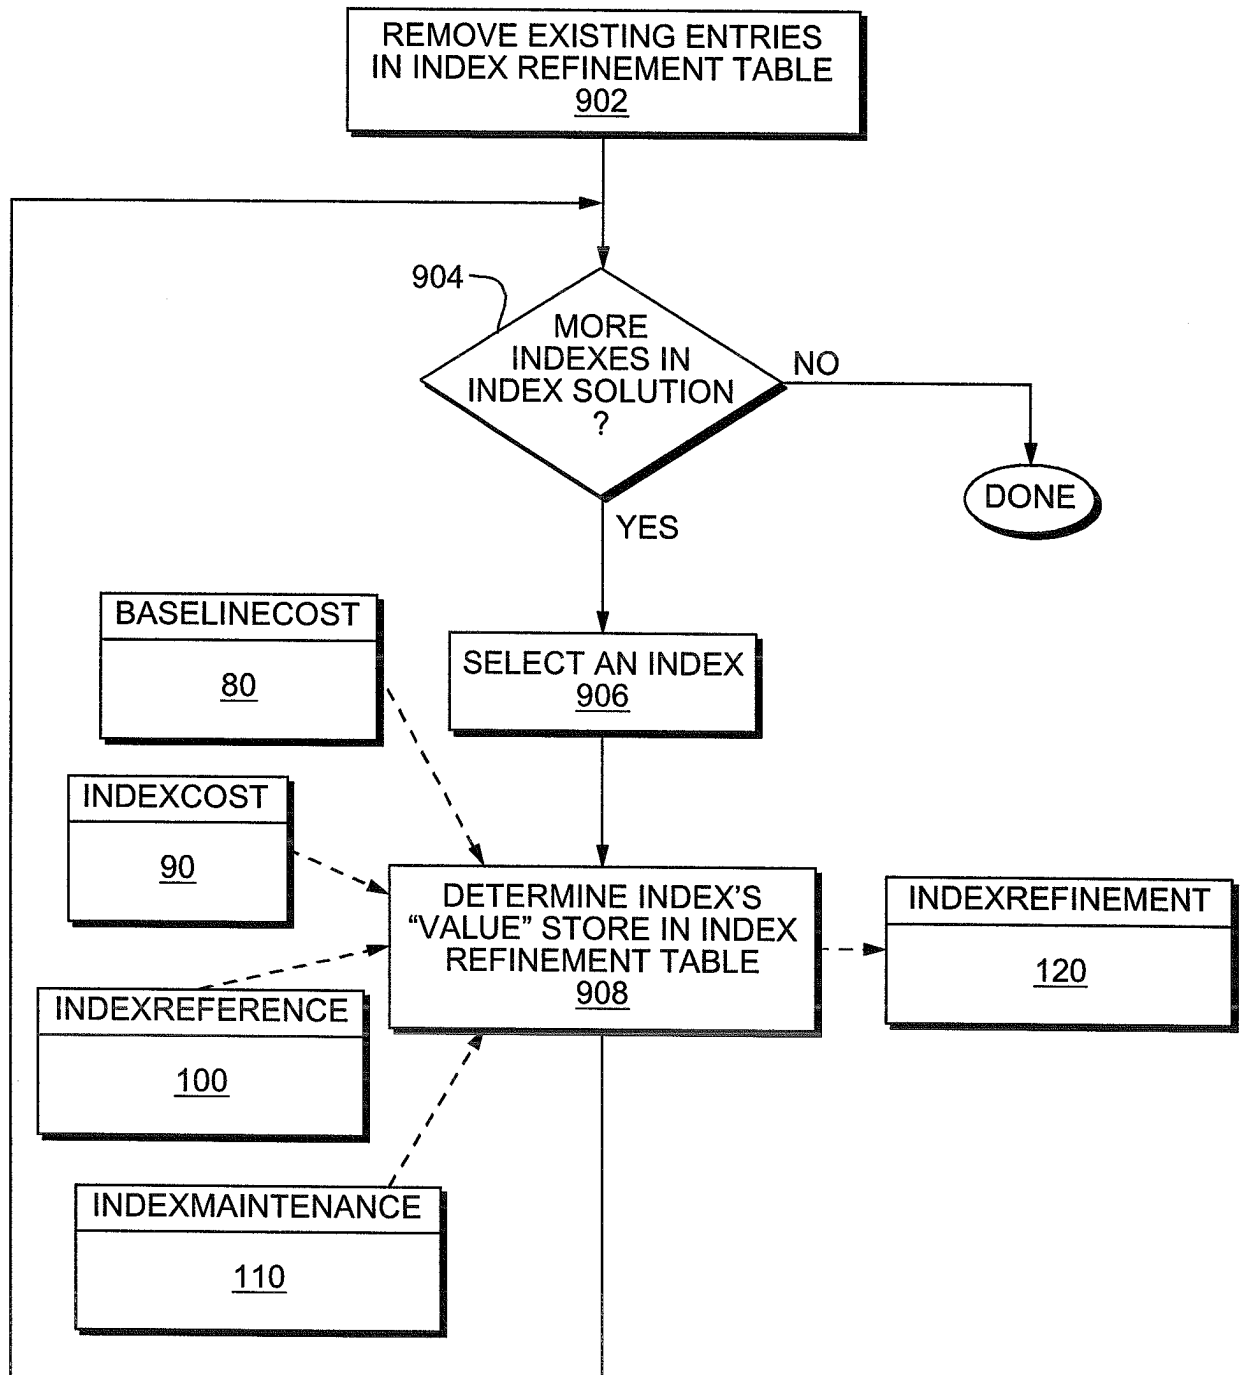 REMOVE EXISTING ENTRIES
IN INDEX REFINEMENT TABLE
902
904
MORE
INDEXES IN
INDEX SOLUTION
?
NO
DONE
YES
BASELINECOST
80
SELECT AN INDEX
906
INDEXCOST
90
DETERMINE INDEX'S
“VALUE” STORE IN INDEX
REFINEMENT TABLE
908
INDEXREFINEMENT
120
INDEXREFERENCE
100
INDEXMAINTENANCE
110